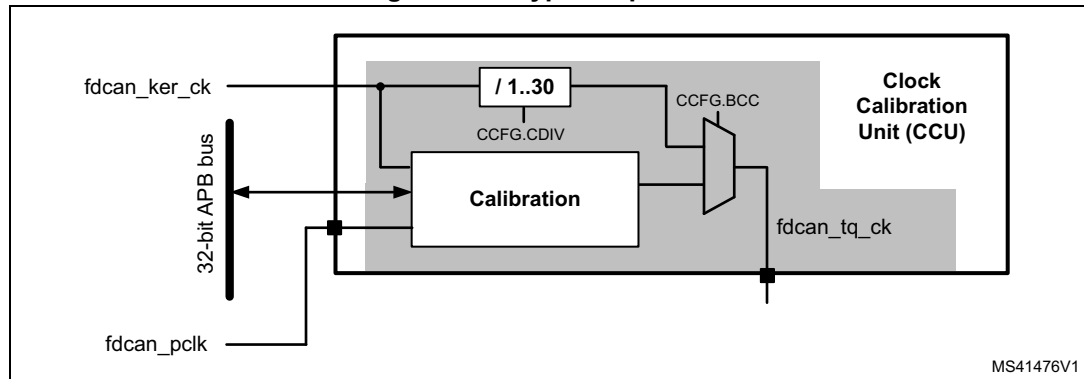 fdcan_ker_ck
/ 1..30
CCFG.CDIV
CCFG.BCC
Clock
Calibration
Unit (CCU)
32-bit APB bus
Calibration
fdcan_tq_ck
fdcan_pclk
MS41476V1